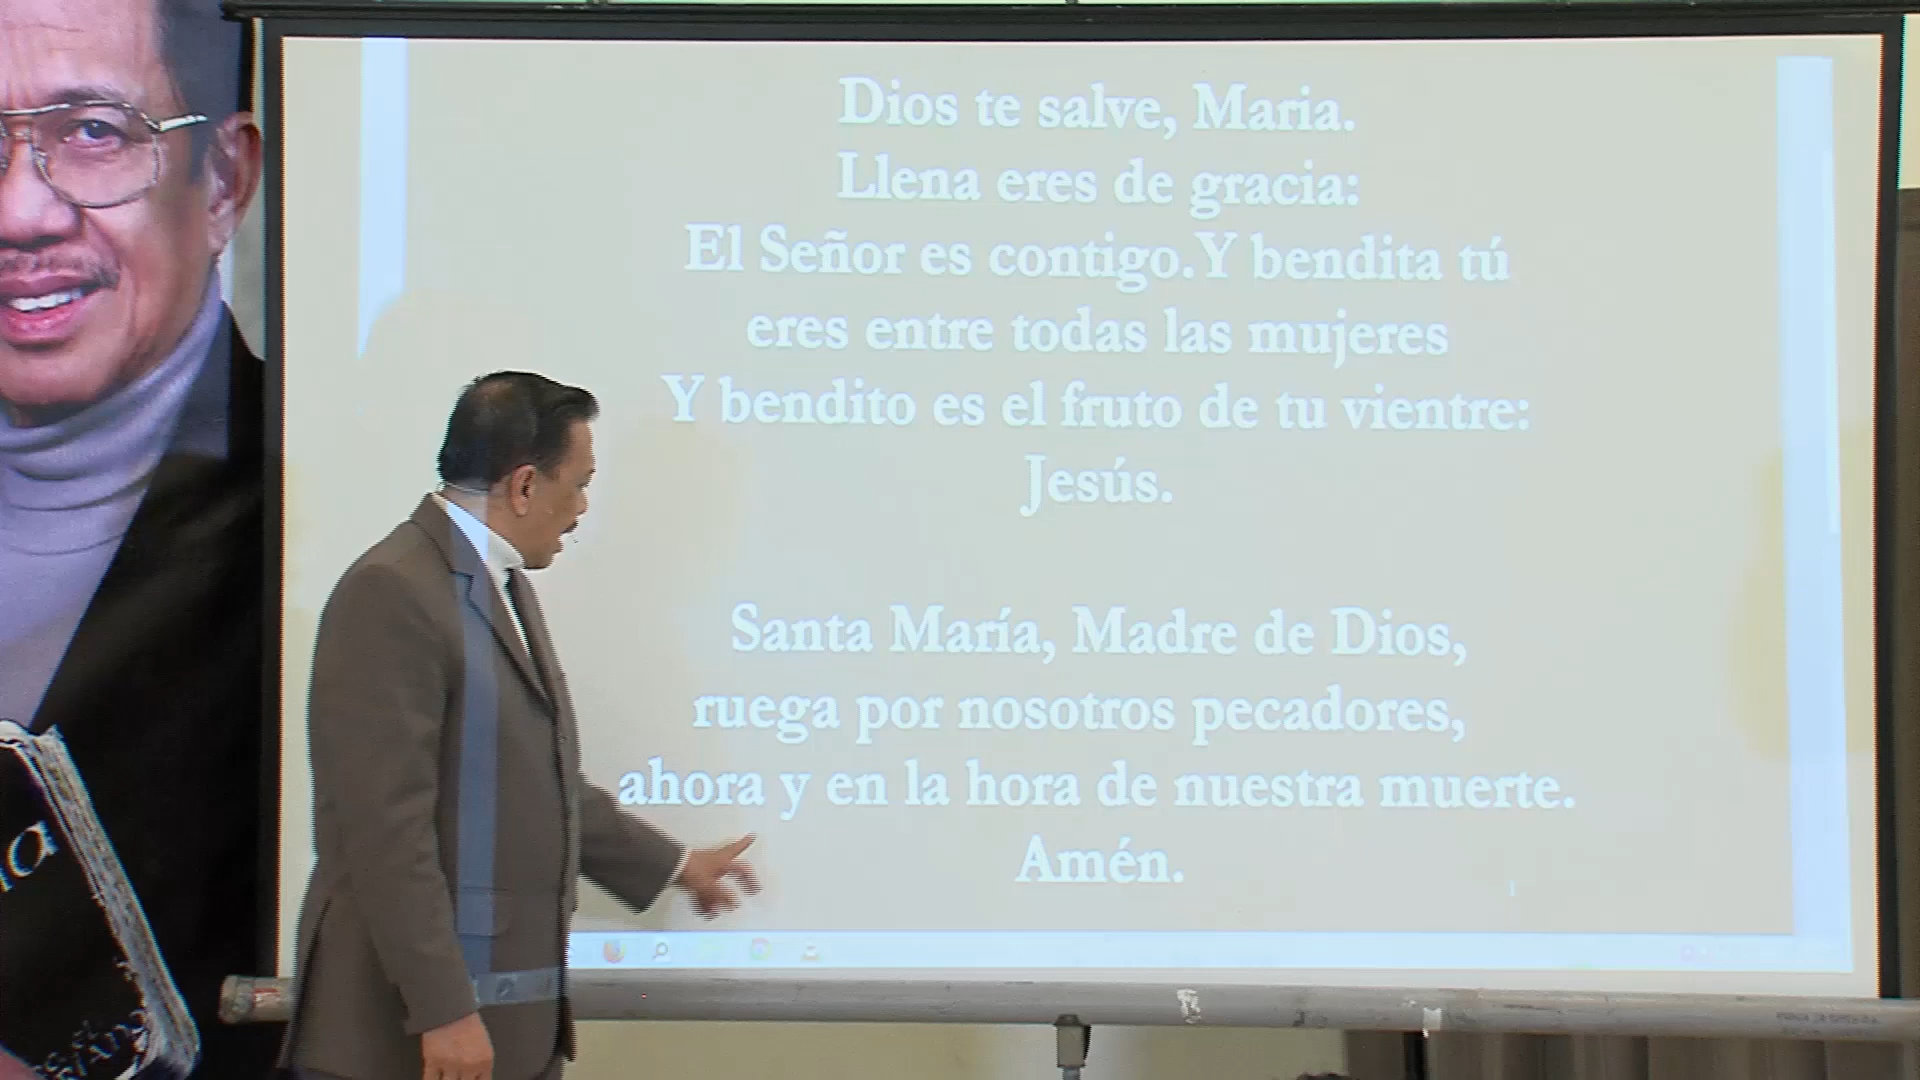 Dios te salve, Maria.
Llena eres de gracia:
El Señor es contigo.Y bendita tú
eres entre todas las mujeres
Y bendito es el fruto de tu vientre:
Jesús.
Santa María, Madre de Dios,
ruega por nosotros pecadores,
ahora y en la hora de nuestra muerte.
Amén.